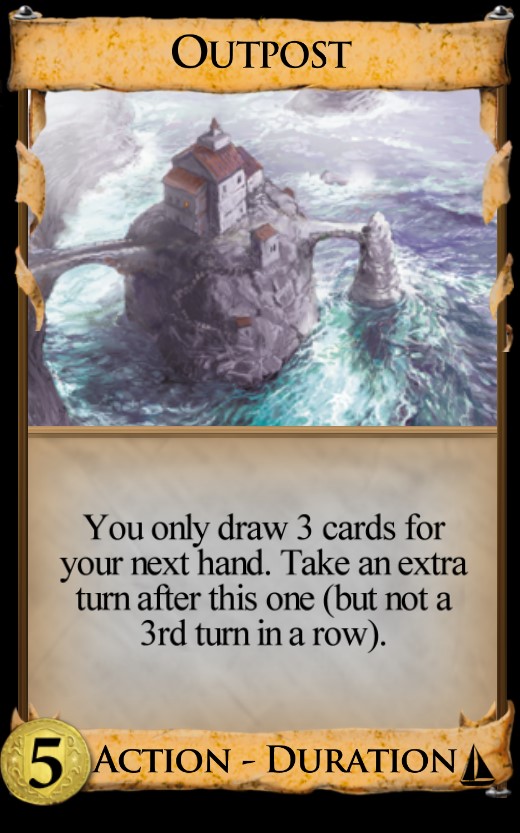 OUTPOST
You only draw 3 cards for
your next hand. Take an extra
turn after this one (but not a
3rd turn in a row).
5 ACTION - DURATION